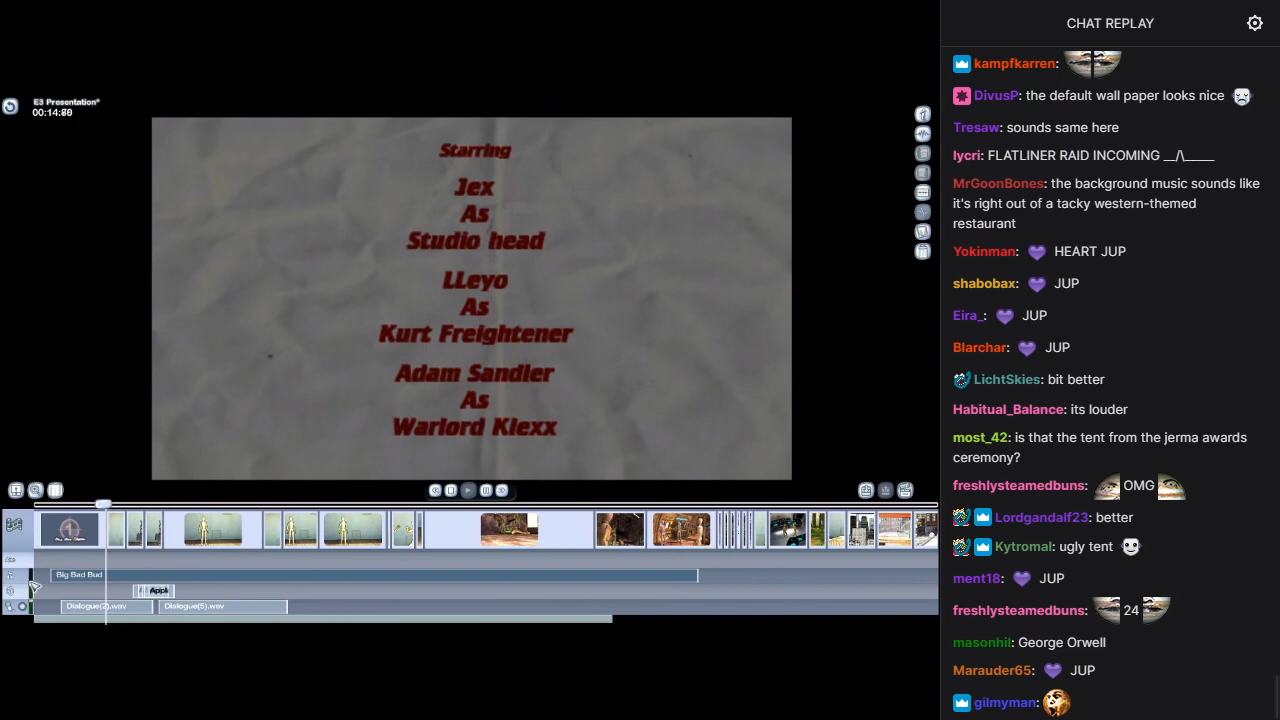 E3 Presentation*
Starring
Jex
As
Studio head
LLeyo
As
Kurt Freightener
Adam Sandler
As
Warlord Klexx
Big Bad Bud
Appl
Dialogue(2).wav
Dialogue(5).wav
CHAT REPLAY
kampfkarren:
DivusP: the default wall paper looks nice
Tresaw: sounds same here
lycri: FLATLINER RAID INCOMING __/\_____
MrGoonBones: the background music sounds like
it's right out of a tacky western-themed
restaurant
Yokinman: HEART JUP
shabobax: JUP
Eira_: JUP
Blarchar: JUP
LichtSkies: bit better
Habitual_Balance: its louder
most_42: is that the tent from the jerma awards
ceremony?
freshlysteamedbuns: OMG
Lordgandalf23: better
Kytromal: ugly tent
ment18: JUP
freshlysteamedbuns: 24
masonhil: George Orwell
Marauder65: JUP
gilmyman: